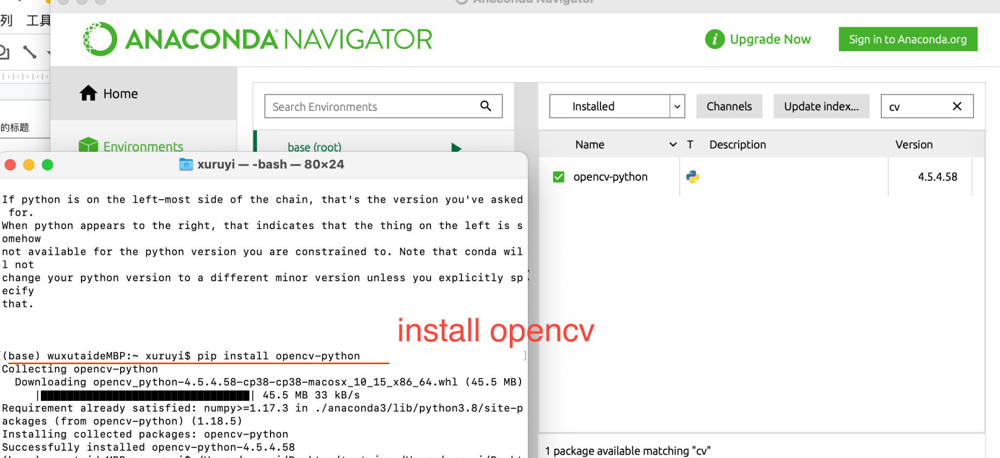 Anaconda Navigator
列 工具
ANACONDA NAVIGATOR
Upgrade Now
Sign in to Anaconda.org
Home
Search Environments
Installed
Channels
Update index...
cv
的标题
Environments
base (root)
Name T Description Version
opencv-python 4.5.4.58
xuruyi — -bash — 80×24
If python is on the left-most side of the chain, that's the version you've asked
for.
When python appears to the right, that indicates that the thing on the left is s
omehow
not available for the python version you are constrained to. Note that conda wil
l not
change your python version to a different minor version unless you explicitly sp
ecify
that.
install opencv
(base) wuxutaideMBP:~ xuruyi$ pip install opencv-python
Collecting opencv-python
Downloading opencv_python-4.5.4.58-cp38-cp38-macosx_10_15_x86_64.whl (45.5 MB)
45.5 MB 33 kB/s
Requirement already satisfied: numpy>=1.17.3 in ./anaconda3/lib/python3.8/site-p
ackages (from opencv-python) (1.18.5)
Installing collected packages: opencv-python
Successfully installed opencv-python-4.5.4.58
1 package available matching "cv"